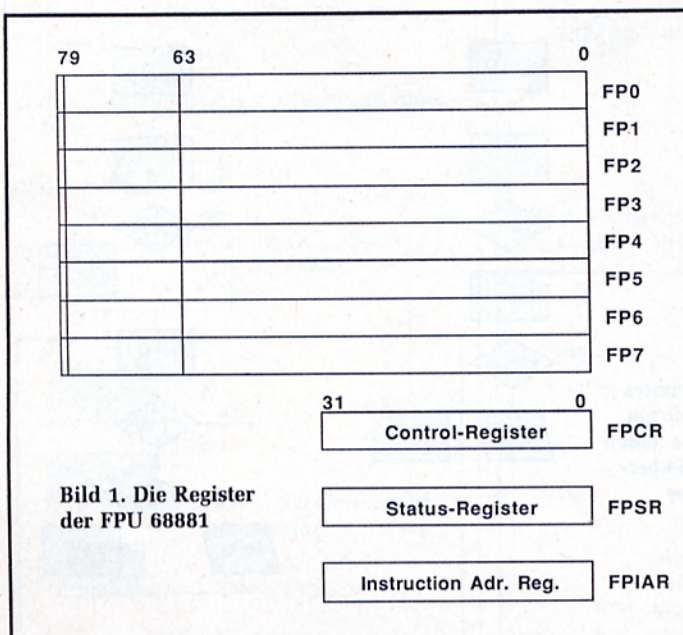 79 63 0
FP0
FP1
FP2
FP3
FP4
FP5
FP6
FP7
31 0
Control-Register FPCR
Bild 1. Die Register
der FPU 68881
Status-Register FPSR
Instruction Adr. Reg. FPIAR